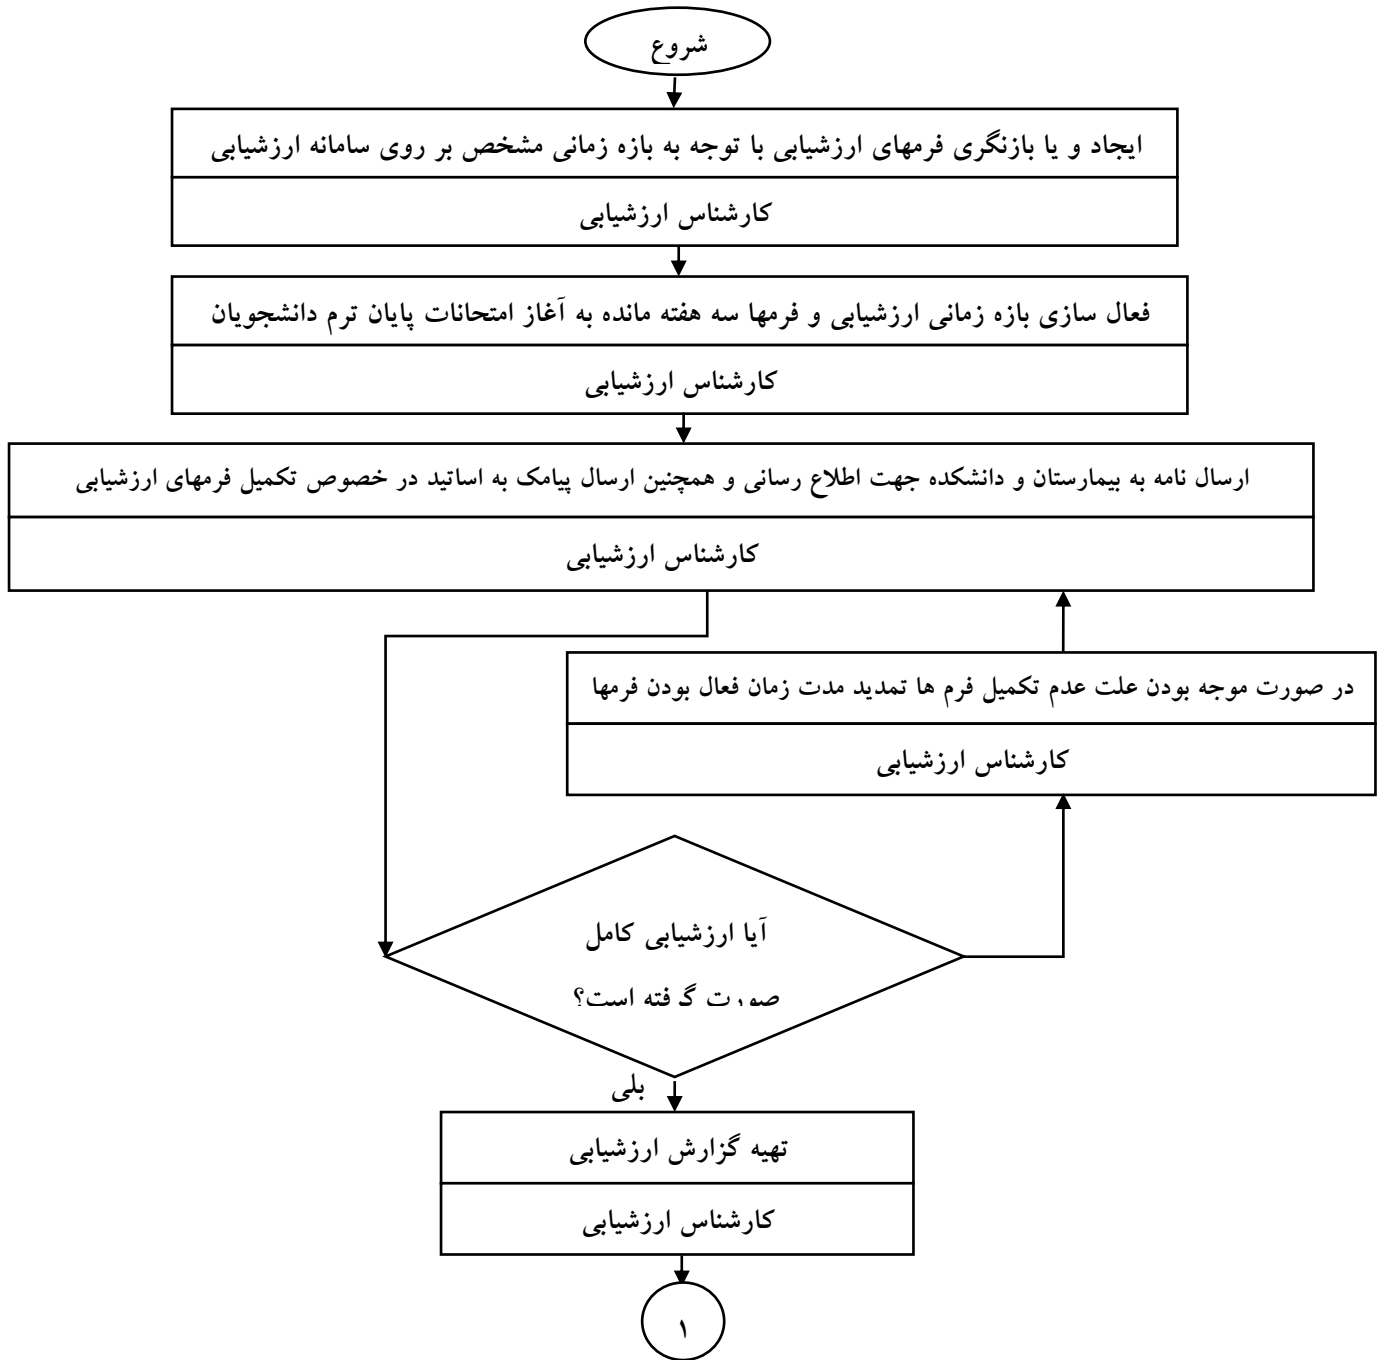 شروع
ایجاد و یا بازنگری فرمهای ارزشیابی با توجه به بازه زمانی مشخص بر روی سامانه ارزشیابی
کارشناس ارزشیابی
فعال سازی بازه زمانی ارزشیابی و فرمها سه هفته مانده به آغاز امتحانات پایان ترم دانشجویان
کارشناس ارزشیابی
ارسال نامه به بیمارستان و دانشکده جهت اطلاع رسانی و همچنین ارسال پیامک به اساتید در خصوص تکمیل فرمهای ارزشیابی
کارشناس ارزشیابی
در صورت موجه بودن علت عدم تکمیل فرم ها تمدید مدت زمان فعال بودن فرمها
کارشناس ارزشیابی
آیا ارزشیابی کامل
صورت گرفته است؟
بلی
تهیه گزارش ارزشیابی
کارشناس ارزشیابی
۱